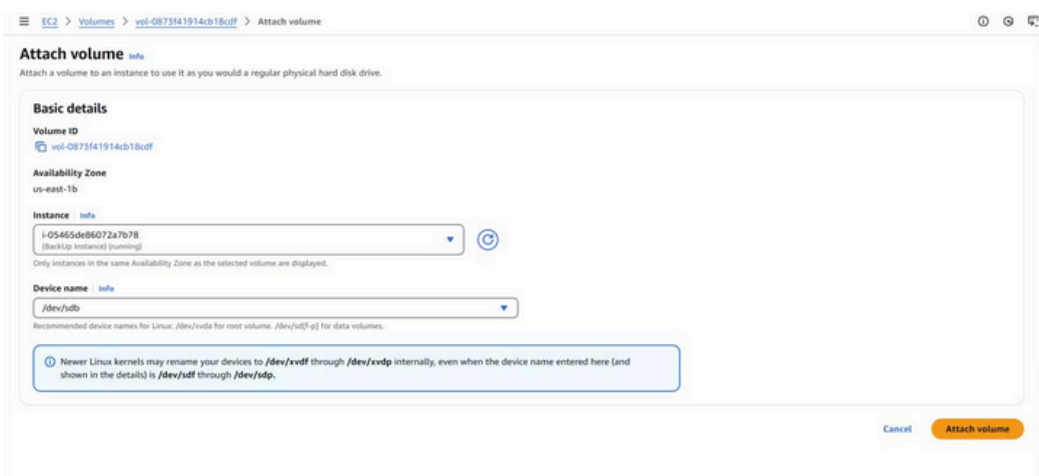 EC2 > Volumes > vol-0873f41914cb18cdf > Attach volume
Attach volume Info
Attach a volume to an instance to use it as you would a regular physical hard disk drive.
Basic details
Volume ID
vol-0873f41914cb18cdf
Availability Zone
us-east-1b
Instance | Info
i-05465de86072a7b78
(BackUp Instance) (running)
Only instances in the same Availability Zone as the selected volume are displayed.
Device name | Info
/dev/sdb
Recommended device names for Linux: /dev/xvda for root volume. /dev/sd[f-p] for data volumes.
Newer Linux kernels may rename your devices to /dev/xvdf through /dev/xvdp internally, even when the device name entered here (and
shown in the details) is /dev/sdf through /dev/sdp.
Cancel Attach volume